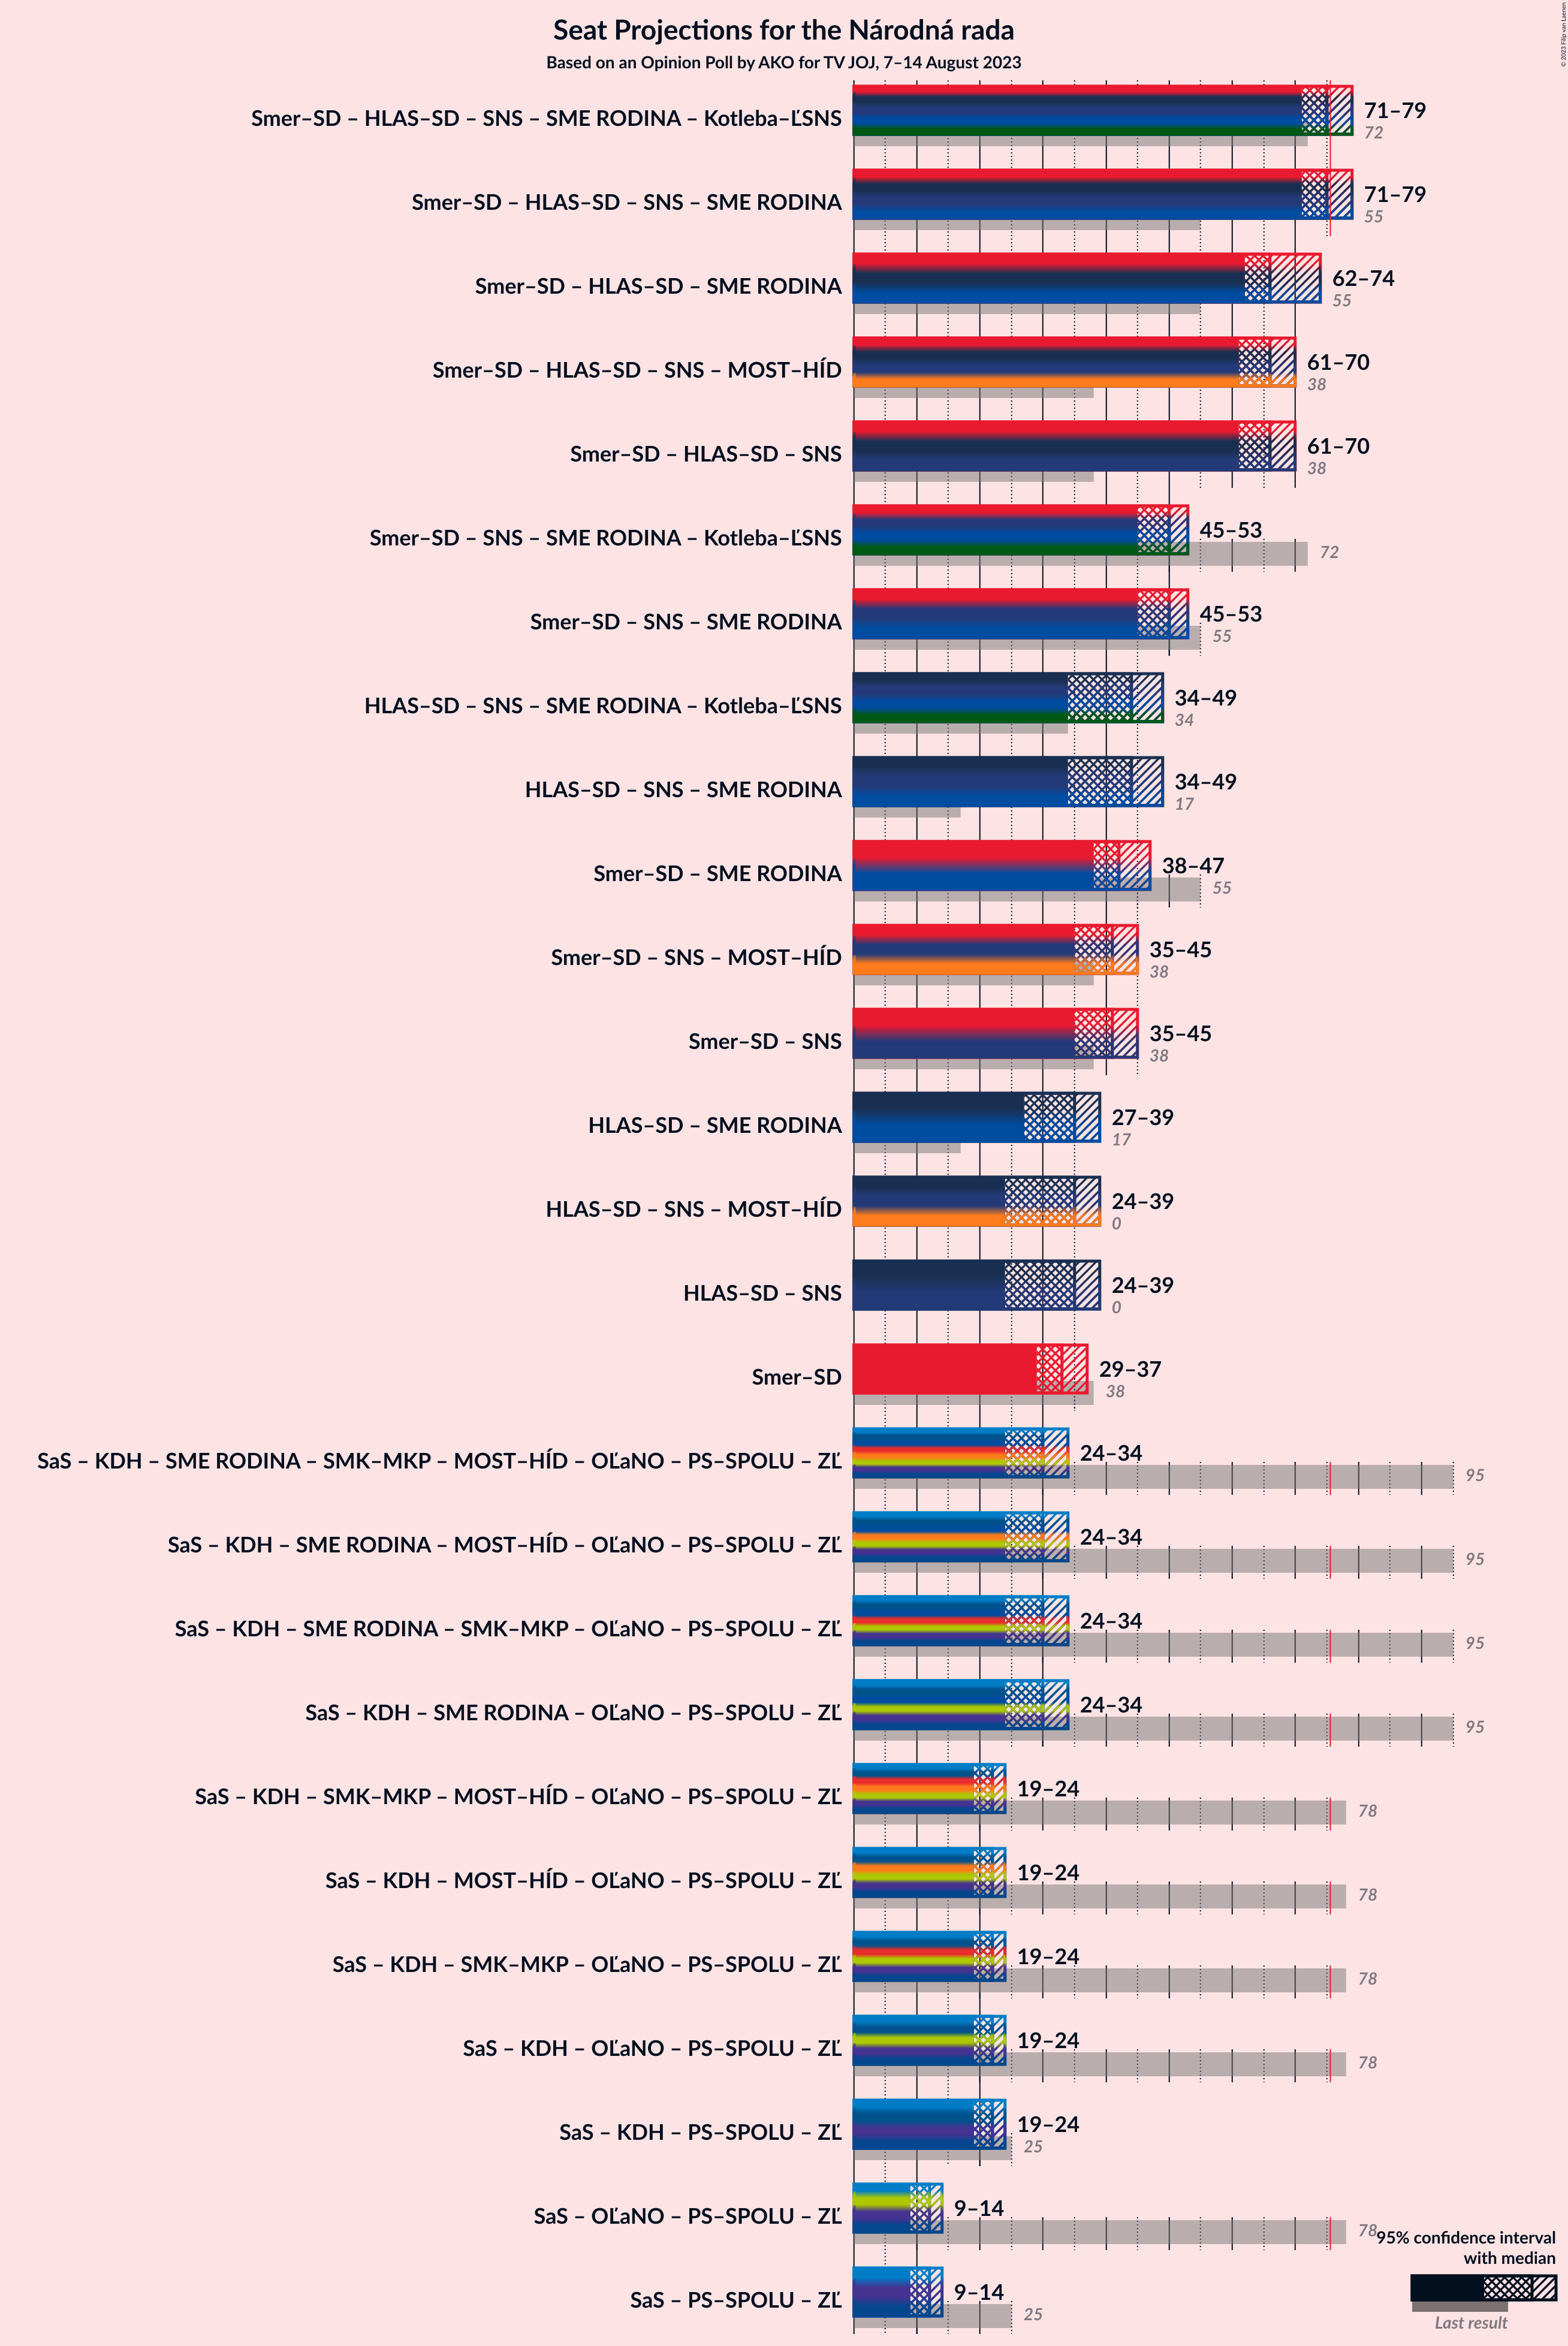 Seat Projections for the Národná rada
Based on an Opinion Poll by AKO for TV JOJ, 7–14 August 2023
© 2023 Filip van Laenen
Smer–SD – HLAS–SD – SNS – SME RODINA – Kotleba–ĽSNS
71–79
72
Smer–SD – HLAS–SD – SNS – SME RODINA
71–79
55
Smer–SD – HLAS–SD – SME RODINA
62–74
55
Smer–SD – HLAS–SD – SNS – MOST–HÍD
61–70
38
Smer–SD – HLAS–SD – SNS
61–70
38
Smer–SD – SNS – SME RODINA – Kotleba–ĽSNS
45–53
72
Smer–SD – SNS – SME RODINA
45–53
55
HLAS–SD – SNS – SME RODINA – Kotleba–ĽSNS
34–49
34
HLAS–SD – SNS – SME RODINA
34–49
17
Smer–SD – SME RODINA
38–47
55
Smer–SD – SNS – MOST–HÍD
35–45
38
Smer–SD – SNS
35–45
38
HLAS–SD – SME RODINA
27–39
17
HLAS–SD – SNS – MOST–HÍD
24–39
0
HLAS–SD – SNS
24–39
0
Smer–SD
29–37
38
SaS – KDH – SME RODINA – SMK–MKP – MOST–HÍD – OĽaNO – PS–SPOLU – ZĽ
24–34
95
SaS – KDH – SME RODINA – MOST–HÍD – OĽaNO – PS–SPOLU – ZĽ
24–34
95
SaS – KDH – SME RODINA – SMK–MKP – OĽaNO – PS–SPOLU – ZĽ
24–34
95
SaS – KDH – SME RODINA – OĽaNO – PS–SPOLU – ZĽ
24–34
95
SaS – KDH – SMK–MKP – MOST–HÍD – OĽaNO – PS–SPOLU – ZĽ
19–24
78
SaS – KDH – MOST–HÍD – OĽaNO – PS–SPOLU – ZĽ
19–24
78
SaS – KDH – SMK–MKP – OĽaNO – PS–SPOLU – ZĽ
19–24
78
SaS – KDH – OĽaNO – PS–SPOLU – ZĽ
19–24
78
SaS – KDH – PS–SPOLU – ZĽ
19–24
25
SaS – OĽaNO – PS–SPOLU – ZĽ
9–14
78
SaS – PS–SPOLU – ZĽ
9–14
25
95% confidence interval
with median
Last result